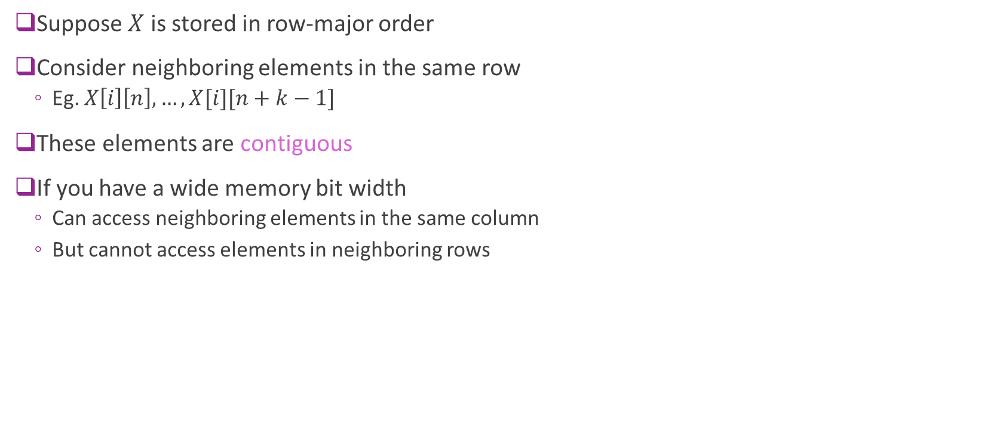 ❑Suppose X is stored in row-major order
❑Consider neighboring elements in the same row
◦ Eg. X[i][n], … , X[i][n + k − 1]
❑These elements are contiguous
❑If you have a wide memory bit width
◦ Can access neighboring elements in the same column
◦ But cannot access elements in neighboring rows